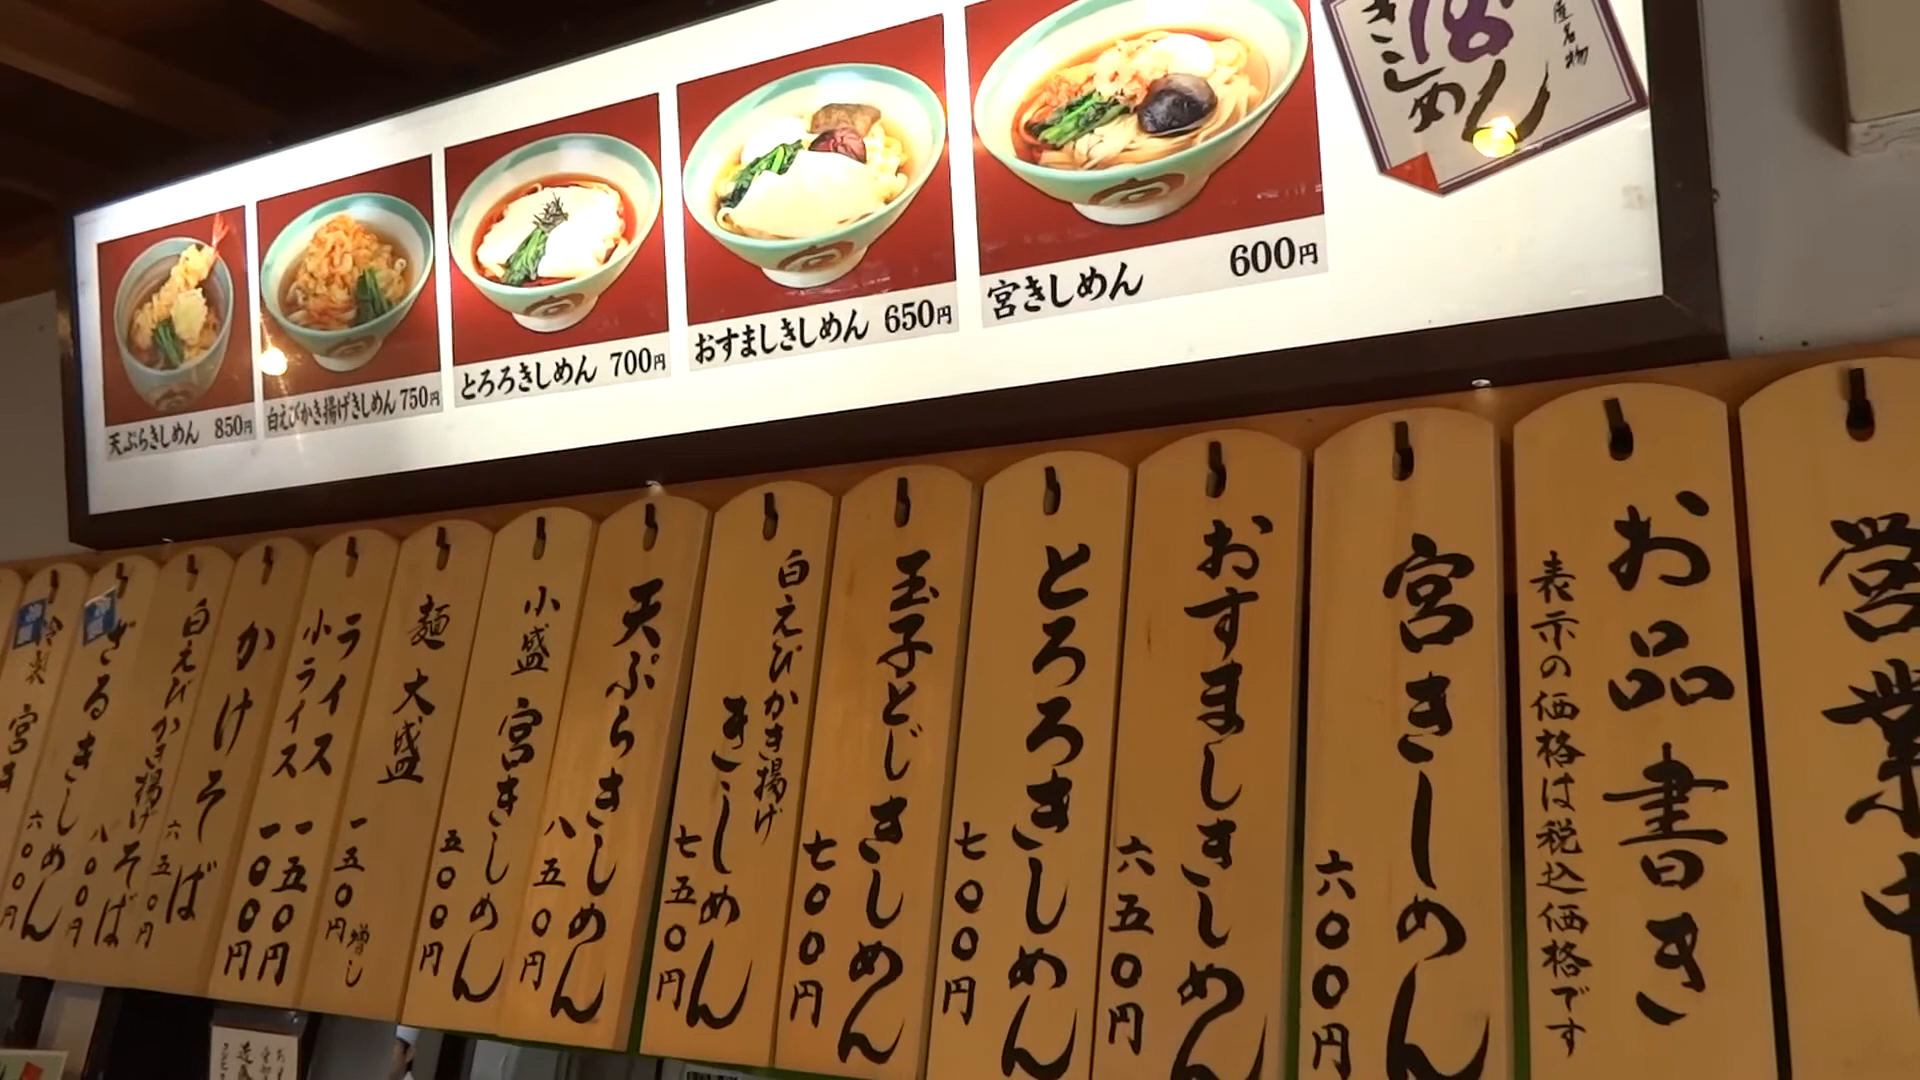 きしめん
名物
天ぷらきしめん 850円
白えびかき揚げきしめん 750円
とろろきしめん 700円
おすましきしめん 650円
宮きしめん 600円
営業中
お品書き
表示の価格は税込価格です
宮きしめん
六〇〇円
おすましきしめん
六五〇円
とろろきしめん
七〇〇円
玉子とじきしめん
七〇〇円
白えびかき揚げ
きしめん
七五〇円
天ぷらきしめん
八五〇円
小盛 宮きしめん
五〇〇円
麺大盛
一五〇円増し
ライス
一五〇円
小ライス
一〇〇円
かけそば
六五〇円
白えびかき揚げそば
八〇〇円
ざるきしめん
六〇〇円
冷製 宮き